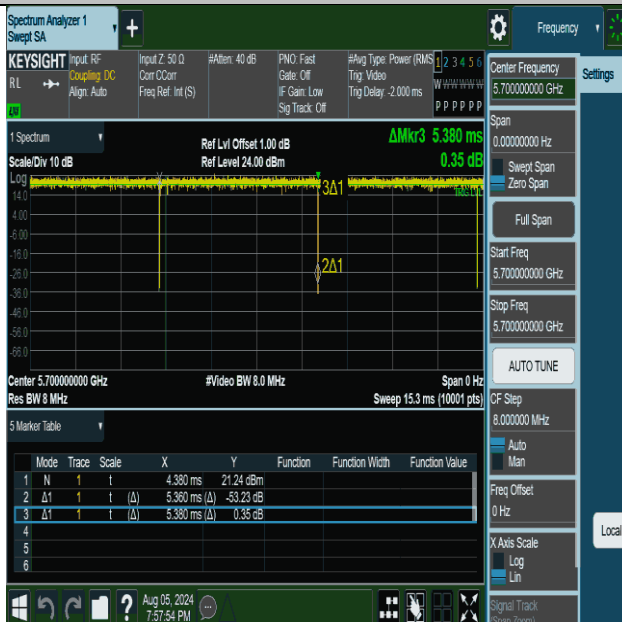 Spectrum Analyzer 1
Swept SA
+
Frequency
KEYSIGHT
RL
Input: RF
Coupling: DC
Align: Auto
Input Z: 50 Ω
Corr CCorr
Freq Ref: Int (S)
#Atten: 40 dB
PNO: Fast
Gate: Off
IF Gain: Low
Sig Track: Off
#Avg Type: Power (RMS
Trig: Video
Trig Delay: -2.000 ms
1 2 3 4 5 6
W W W W W W
P P P P P P
Center Frequency
5.700000000 GHz
Settings
Span
0.00000000 Hz
Swept Span
Zero Span
Full Span
Start Freq
5.700000000 GHz
Stop Freq
5.700000000 GHz
AUTO TUNE
CF Step
8.000000 MHz
Auto
Man
Freq Offset
0 Hz
X Axis Scale
Log
Lin
Signal Track
(Span Zoom)
Local
1 Spectrum
Scale/Div 10 dB
Ref Lvl Offset 1.00 dB
Ref Level 24.00 dBm
ΔMkr3 5.380 ms
0.35 dB
Log
14.0
4.00
-6.00
-16.0
-26.0
-36.0
-46.0
-56.0
-66.0
3Δ1
TRIG LVL
2Δ1
Center 5.700000000 GHz
Res BW 8 MHz
#Video BW 8.0 MHz
Span 0 Hz
Sweep 15.3 ms (10001 pts)
5 Marker Table
Mode Trace Scale X Y Function Function Width Function Value
1 N 1 t 4.380 ms 21.24 dBm
2 Δ1 1 t (Δ) 5.360 ms (Δ) -53.23 dB
3 Δ1 1 t (Δ) 5.380 ms (Δ) 0.35 dB
4
5
6
?
Aug 05, 2024
7:57:54 PM